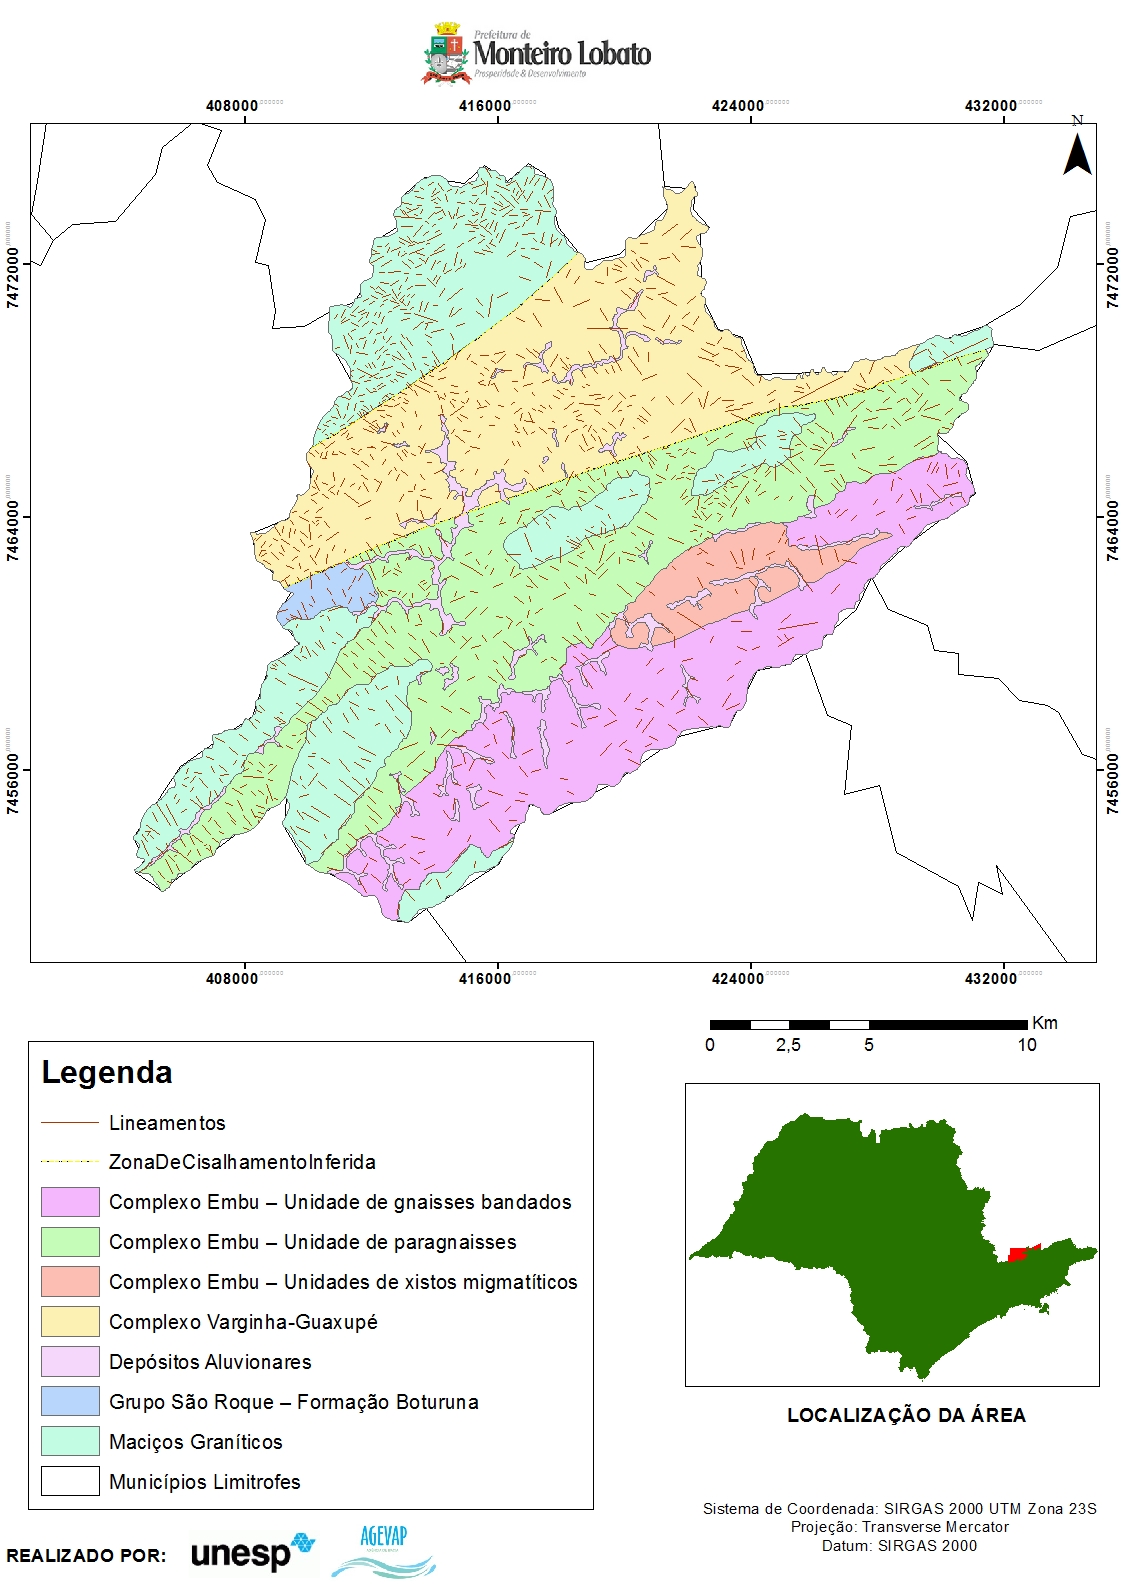 Prefeitura de
Monteiro Lobato
Prosperidade & Desenvolvimento
408000 416000 424000 432000
N
7472000 7472000
7464000 7464000
7456000 7456000
408000 416000 424000 432000
Km
0 2,5 5 10
Legenda
Lineamentos
ZonaDeCisalhamentoInferida
Complexo Embu – Unidade de gnaisses bandados
Complexo Embu – Unidade de paragnaisses
Complexo Embu – Unidades de xistos migmatíticos
Complexo Varginha-Guaxupé
Depósitos Aluvionares
Grupo São Roque – Formação Boturuna
Maciços Graníticos
Municípios Limitrofes
LOCALIZAÇÃO DA ÁREA
Sistema de Coordenada: SIRGAS 2000 UTM Zona 23S
Projeção: Transverse Mercator
Datum: SIRGAS 2000
REALIZADO POR:
unesp
AGEVAP